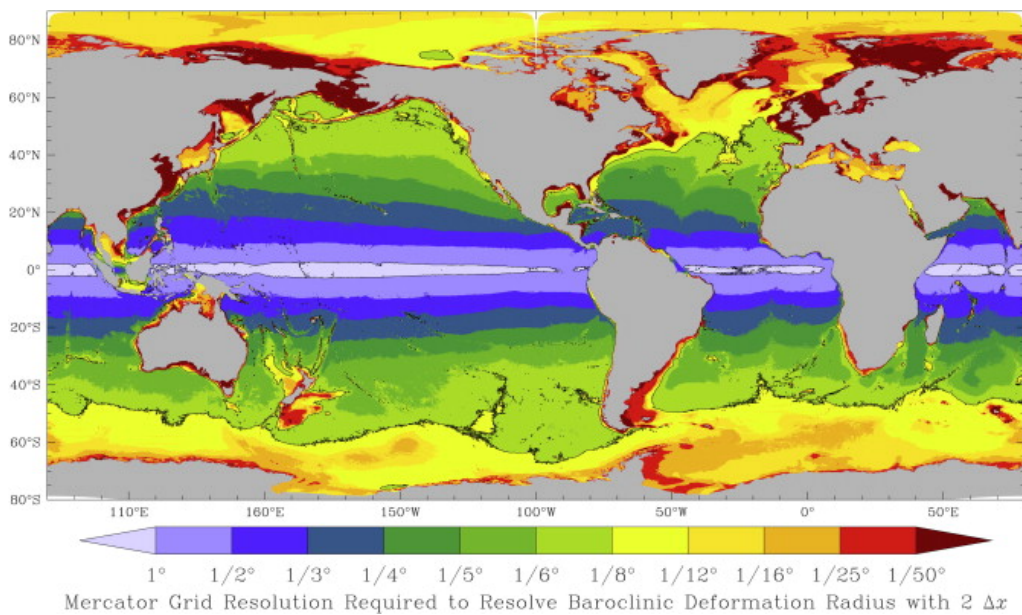 80°N
60°N
40°N
20°N
0°
20°S
40°S
60°S
80°S
110°E 160°E 150°W 100°W 50°W 0° 50°E
1° 1/2° 1/3° 1/4° 1/5° 1/6° 1/8° 1/12° 1/16° 1/25° 1/50°
Mercator Grid Resolution Required to Resolve Baroclinic Deformation Radius with 2 Δx